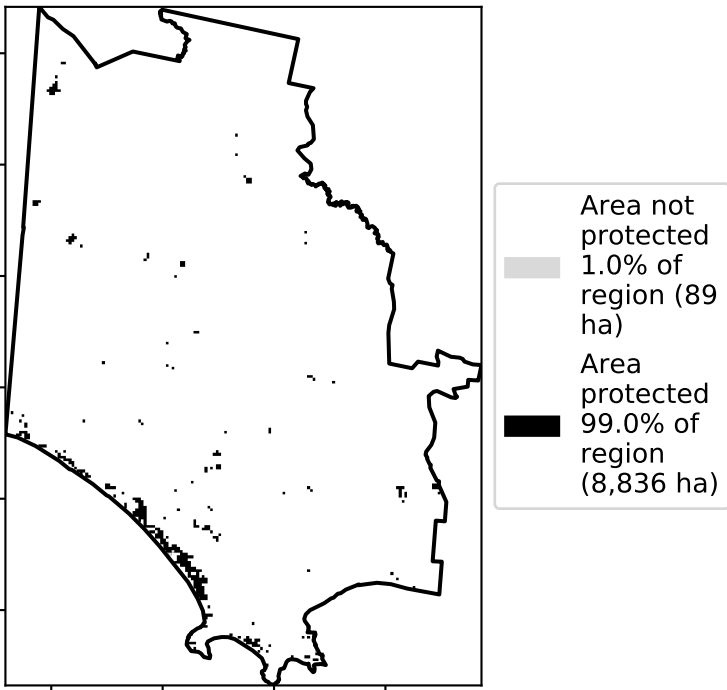 Area not
protected
1.0% of
region (89
ha)
Area
protected
99.0% of
region
(8,836 ha)